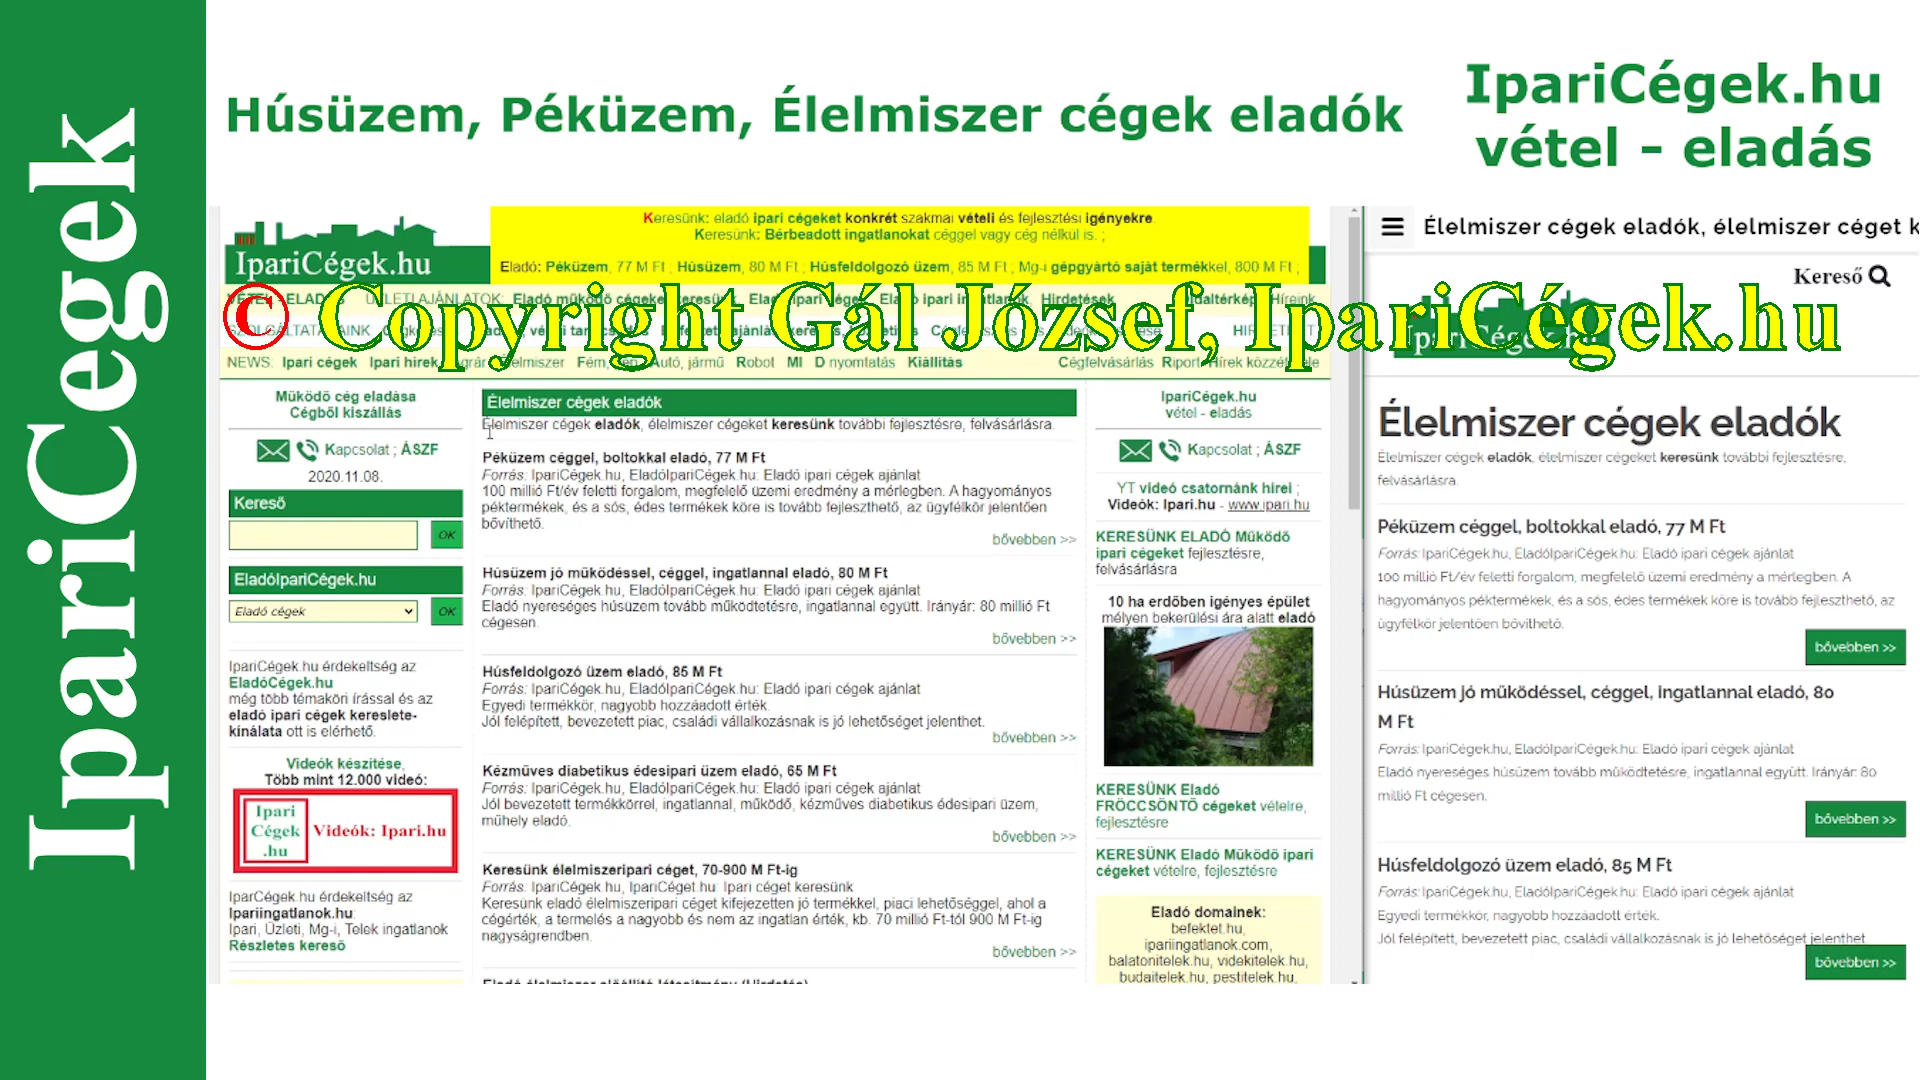 IpariCégek
Húsüzem, Péküzem, Élelmiszer cégek eladók
IpariCégek.hu
vétel - eladás
© Copyright Gál József, IpariCégek.hu
IpariCégek.hu
Keresünk: eladó ipari cégeket konkrét szakmai vételi és fejlesztési igényekre.
Keresünk: Bérbeadott ingatlanokat céggel vagy cég nélkül is. ;
Eladó: Péküzem, 77 M Ft ; Húsüzem, 80 M Ft ; Húsfeldolgozó üzem, 85 M Ft ; Mg-i gépgyártó saját termékkel, 800 M Ft ;
NEWS: Ipari cégek Ipari hírek Élelmiszer Autó, jármű Robot MI D nyomtatás Kiállítás Cégfelvásárlás Riport
Működő cég eladása
Cégből kiszállás
Kapcsolat ; ÁSZF
2020.11.08.
Kereső
OK
EladóIpariCégek.hu
Eladó cégek OK
IpariCégek.hu érdekeltség az
EladóCégek.hu
még több témaköri írással és az
eladó ipari cégek kereslete-
kínálata ott is elérhető.
Videók készítése,
Több mint 12.000 videó:
Ipari
Cégek
.hu
Videók: Ipari.hu
IparCégek.hu érdekeltség az
Ipariingatlanok.hu:
Ipari, Üzleti, Mg-i, Telek ingatlanok
Részletes kereső
Élelmiszer cégek eladók
Élelmiszer cégek eladók, élelmiszer cégeket keresünk további fejlesztésre, felvásárlásra.
Péküzem céggel, boltokkal eladó, 77 M Ft
Forrás: IpariCégek.hu, EladóIpariCégek.hu: Eladó ipari cégek ajánlat
100 millió Ft/év feletti forgalom, megfelelő üzemi eredmény a mérlegben. A hagyományos
péktermékek, és a sós, édes termékek köre is tovább fejleszthető, az ügyfélkör jelentően
bővíthető.
bővebben >>
Húsüzem jó működéssel, céggel, ingatlannal eladó, 80 M Ft
Forrás: IpariCégek.hu, EladóIpariCégek.hu: Eladó ipari cégek ajánlat
Eladó nyereséges húsüzem tovább működtetésre, ingatlannal együtt. Irányár: 80 millió Ft
cégesen.
bővebben >>
Húsfeldolgozó üzem eladó, 85 M Ft
Forrás: IpariCégek.hu, EladóIpariCégek.hu: Eladó ipari cégek ajánlat
Egyedi termékkör, nagyobb hozzáadott érték.
Jól felépített, bevezetett piac, családi vállalkozásnak is jó lehetőséget jelenthet.
bővebben >>
Kézműves diabetikus édesipari üzem eladó, 65 M Ft
Forrás: IpariCégek.hu, EladóIpariCégek.hu: Eladó ipari cégek ajánlat
Jól bevezetett termékkörrel, ingatlannal, működő, kézműves diabetikus édesipari üzem,
műhely eladó.
bővebben >>
Keresünk élelmiszeripari céget, 70-900 M Ft-ig
Forrás: IpariCégek.hu, IpariCéget.hu: Ipari céget keresünk
Keresünk eladó élelmiszeripari céget kifejezetten jó termékkel, piaci lehetőséggel, ahol a
cégérték, a termelés a nagyobb és nem az ingatlan érték, kb. 70 millió Ft-tól 900 M Ft-ig
nagyságrendben.
bővebben >>
IpariCégek.hu
vétel - eladás
Kapcsolat ; ÁSZF
YT videó csatornánk hírei ;
Videók: Ipari.hu - www.ipari.hu
KERESÜNK ELADÓ Működő
ipari cégeket fejlesztésre,
felvásárlásra
10 ha erdőben igényes épület
mélyen bekerülési ára alatt eladó
KERESÜNK Eladó
FRÖCCSÖNTŐ cégeket vételre,
fejlesztésre
KERESÜNK Eladó Működő ipari
cégeket vételre, fejlesztésre
Eladó domainek:
befektet.hu,
ipariingatlanok.com,
balatonitelek.hu, videkitelek.hu,
budaitelek.hu, pestitelek.hu,
Élelmiszer cégek eladók, élelmiszer céget k
Kereső
Élelmiszer cégek eladók
Élelmiszer cégek eladók, élelmiszer cégeket keresünk további fejlesztésre,
felvásárlásra.
Péküzem céggel, boltokkal eladó, 77 M Ft
Forrás: IpariCégek.hu, EladóIpariCégek.hu: Eladó ipari cégek ajánlat
100 millió Ft/év feletti forgalom, megfelelő üzemi eredmény a mérlegben. A
hagyományos péktermékek, és a sós, édes termékek köre is tovább fejleszthető, az
ügyfélkör jelentően bővíthető.
bővebben >>
Húsüzem jó működéssel, céggel, ingatlannal eladó, 80
M Ft
Forrás: IpariCégek.hu, EladóIpariCégek.hu: Eladó ipari cégek ajánlat
Eladó nyereséges húsüzem tovább működtetésre, ingatlannal együtt. Irányár: 80
millió Ft cégesen.
bővebben >>
Húsfeldolgozó üzem eladó, 85 M Ft
Forrás: IpariCégek.hu, EladóIpariCégek.hu: Eladó ipari cégek ajánlat
Egyedi termékkör, nagyobb hozzáadott érték.
Jól felépített, bevezetett piac, családi vállalkozásnak is jó lehetőséget jelenthet
bővebben >>